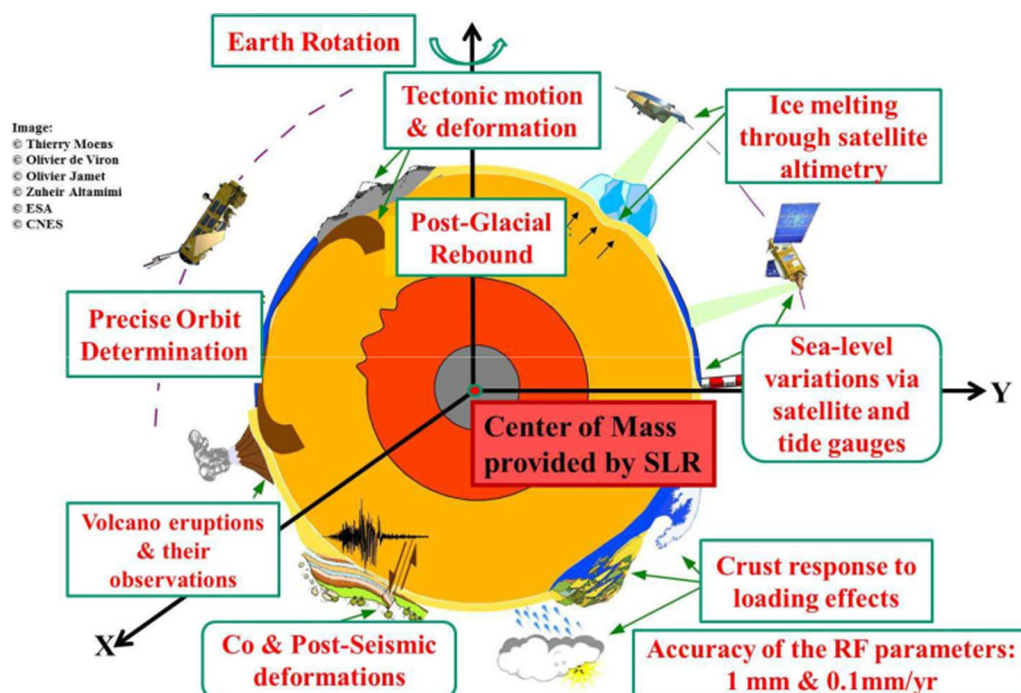 Earth Rotation
Tectonic motion
& deformation
Ice melting
through satellite
altimetry
Image:
© Thierry Moens
© Olivier de Viron
© Olivier Jamet
© Zuheir Altamimi
© ESA
© CNES
Post-Glacial
Rebound
Precise Orbit
Determination
Sea-level
variations via
satellite and
tide gauges
Y
Center of Mass
provided by SLR
Volcano eruptions
& their
observations
Crust response to
loading effects
X
Co & Post-Seismic
deformations
Accuracy of the RF parameters:
1 mm & 0.1mm/yr